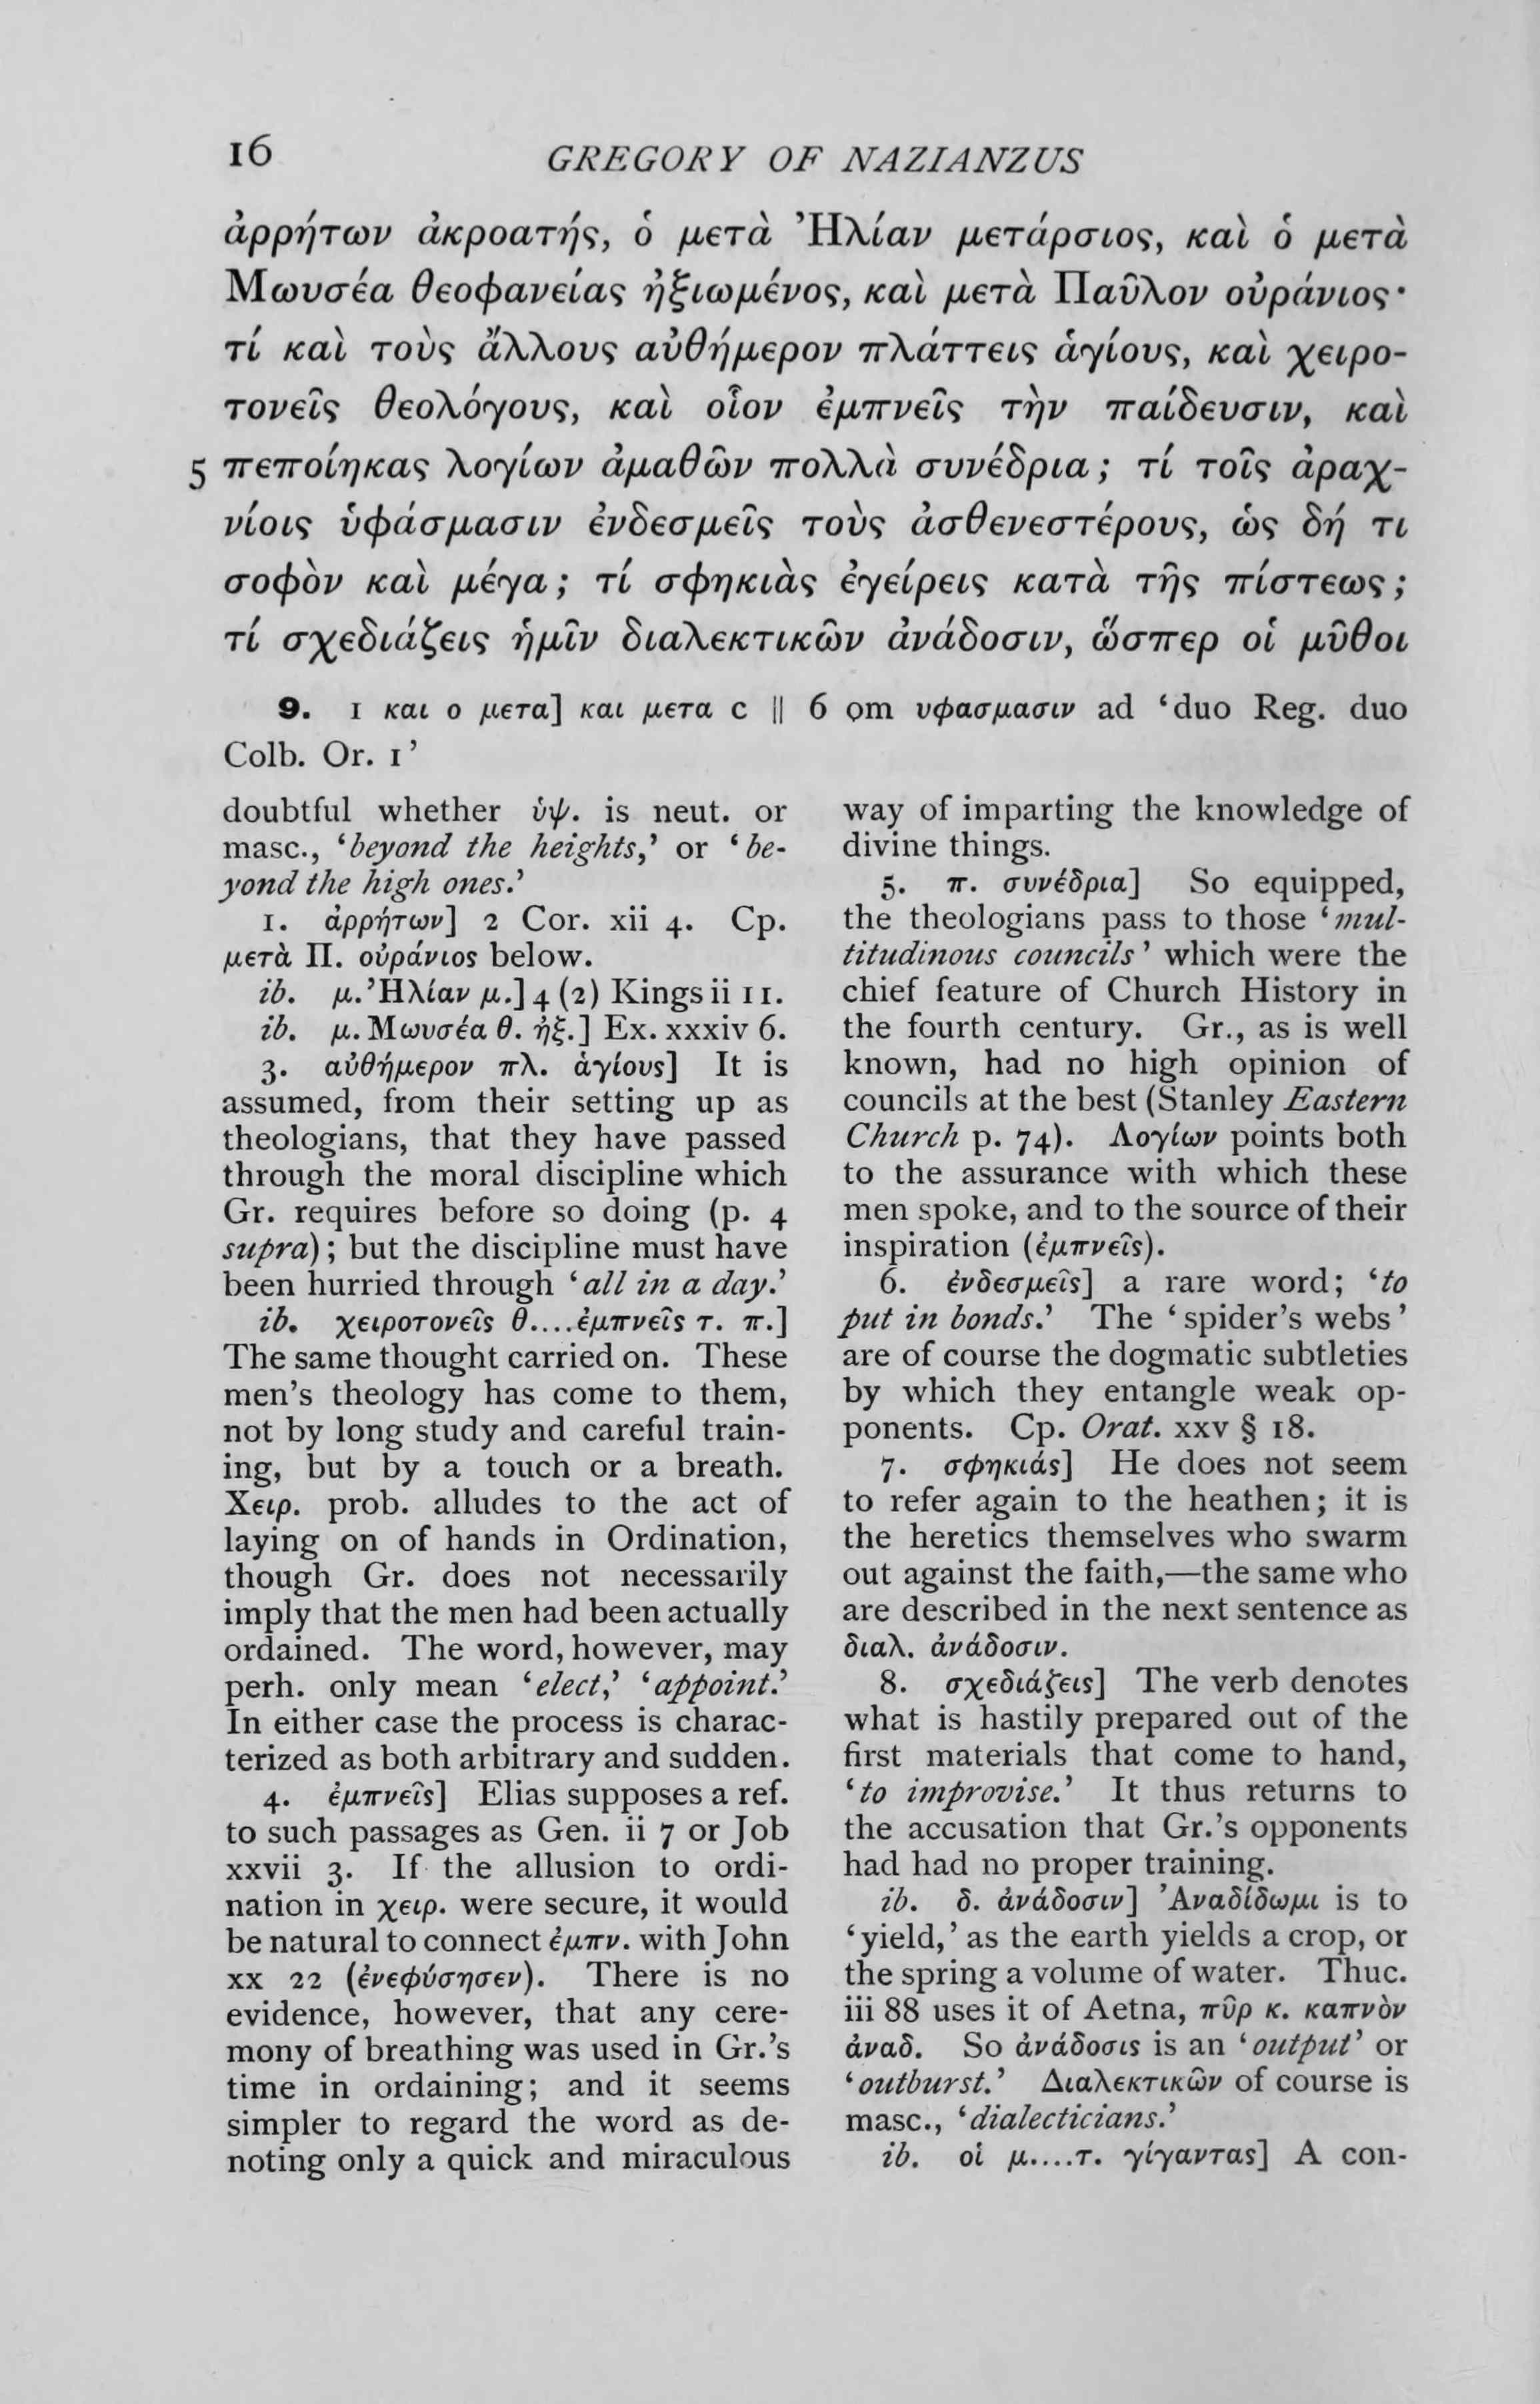 16
GREGORY OF NAZIANZUS
ἀρρήτων ἀκροατής, ὁ μετὰ Ἠλίαν μετάρσιος, καὶ ὁ μετὰ
Μωυσέα θεοφανείας ἠξιωμένος, καὶ μετὰ Παῦλον οὐράνιος·
τί καὶ τοὺς ἄλλους αὐθήμερον πλάττεις ἁγίους, καὶ χειρο-
τονεῖς θεολόγους, καὶ οἷον ἐμπνεῖς τὴν παίδευσιν, καὶ
5 πεποίηκας λογίων ἀμαθῶν πολλὰ συνέδρια; τί τοῖς ἀραχ-
νίοις ὑφάσμασιν ἐνδεσμεῖς τοὺς ἀσθενεστέρους, ὡς δή τι
σοφὸν καὶ μέγα; τί σφηκιὰς ἐγείρεις κατὰ τῆς πίστεως;
τί σχεδιάζεις ἡμῖν διαλεκτικῶν ἀνάδοσιν, ὥσπερ οἱ μῦθοι
9. 1 και ο μετα] και μετα c || 6 om υφασμασιν ad 'duo Reg. duo
Colb. Or. 1'
doubtful whether ὑψ. is neut. or
masc., 'beyond the heights,' or 'be-
yond the high ones.'
1. ἀρρήτων] 2 Cor. xii 4. Cp.
μετὰ Π. οὐράνιος below.
ib. μ. Ἠλίαν μ.] 4 (2) Kings ii 11.
ib. μ. Μωυσέα θ. ἠξ.] Ex. xxxiv 6.
3. αὐθήμερον πλ. ἁγίους] It is
assumed, from their setting up as
theologians, that they have passed
through the moral discipline which
Gr. requires before so doing (p. 4
supra); but the discipline must have
been hurried through 'all in a day.'
ib. χειροτονεῖς θ....ἐμπνεῖς τ. π.]
The same thought carried on. These
men's theology has come to them,
not by long study and careful train-
ing, but by a touch or a breath.
Χειρ. prob. alludes to the act of
laying on of hands in Ordination,
though Gr. does not necessarily
imply that the men had been actually
ordained. The word, however, may
perh. only mean 'elect,' 'appoint.'
In either case the process is charac-
terized as both arbitrary and sudden.
4. ἐμπνεῖς] Elias supposes a ref.
to such passages as Gen. ii 7 or Job
xxvii 3. If the allusion to ordi-
nation in χειρ. were secure, it would
be natural to connect ἐμπν. with John
xx 22 (ἐνεφύσησεν). There is no
evidence, however, that any cere-
mony of breathing was used in Gr.'s
time in ordaining; and it seems
simpler to regard the word as de-
noting only a quick and miraculous
way of imparting the knowledge of
divine things.
5. π. συνέδρια] So equipped,
the theologians pass to those 'mul-
titudinous councils' which were the
chief feature of Church History in
the fourth century. Gr., as is well
known, had no high opinion of
councils at the best (Stanley Eastern
Church p. 74). Λογίων points both
to the assurance with which these
men spoke, and to the source of their
inspiration (ἐμπνεῖς).
6. ἐνδεσμεῖς] a rare word; 'to
put in bonds.' The 'spider's webs'
are of course the dogmatic subtleties
by which they entangle weak op-
ponents. Cp. Orat. xxv § 18.
7. σφηκιάς] He does not seem
to refer again to the heathen; it is
the heretics themselves who swarm
out against the faith,—the same who
are described in the next sentence as
διαλ. ἀνάδοσιν.
8. σχεδιάζεις] The verb denotes
what is hastily prepared out of the
first materials that come to hand,
'to improvise.' It thus returns to
the accusation that Gr.'s opponents
had had no proper training.
ib. δ. ἀνάδοσιν] Ἀναδίδωμι is to
'yield,' as the earth yields a crop, or
the spring a volume of water. Thuc.
iii 88 uses it of Aetna, πῦρ κ. καπνὸν
ἀναδ. So ἀνάδοσις is an 'output' or
'outburst.' Διαλεκτικῶν of course is
masc., 'dialecticians.'
ib. οἱ μ....τ. γίγαντας] A con-